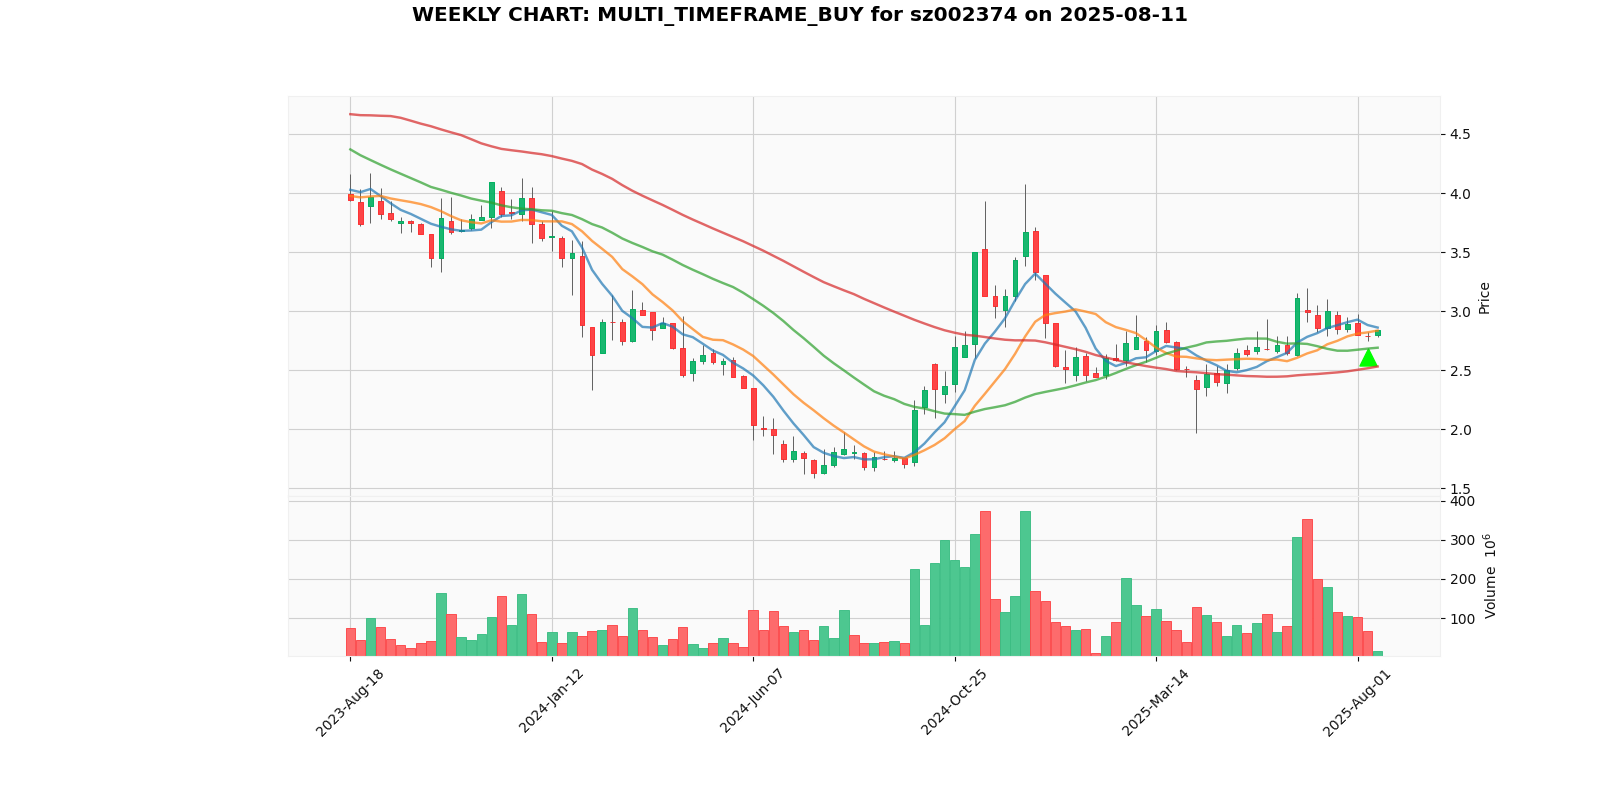 WEEKLY CHART: MULTI_TIMEFRAME_BUY for sz002374 on 2025-08-11
4.5
4.0
3.5
3.0
2.5
2.0
1.5
Price
400
300
200
100
Volume 10⁶
2023-Aug-18
2024-Jan-12
2024-Jun-07
2024-Oct-25
2025-Mar-14
2025-Aug-01